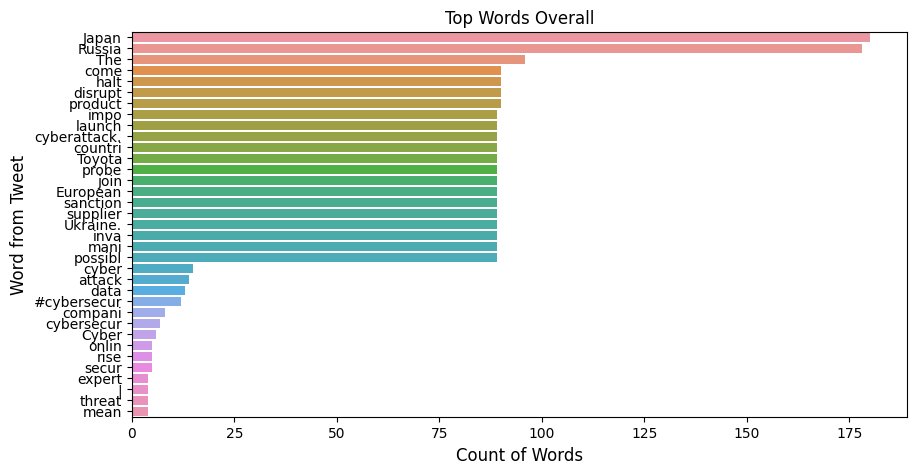 Top Words Overall
Word from Tweet
Japan
Russia
The
come
halt
disrupt
product
impo
launch
cyberattack.
countri
Toyota
probe
join
European
sanction
supplier
Ukraine.
inva
mani
possibl
cyber
attack
data
#cybersecur
compani
cybersecur
Cyber
onlin
rise
secur
expert
|
threat
mean
0 25 50 75 100 125 150 175
Count of Words